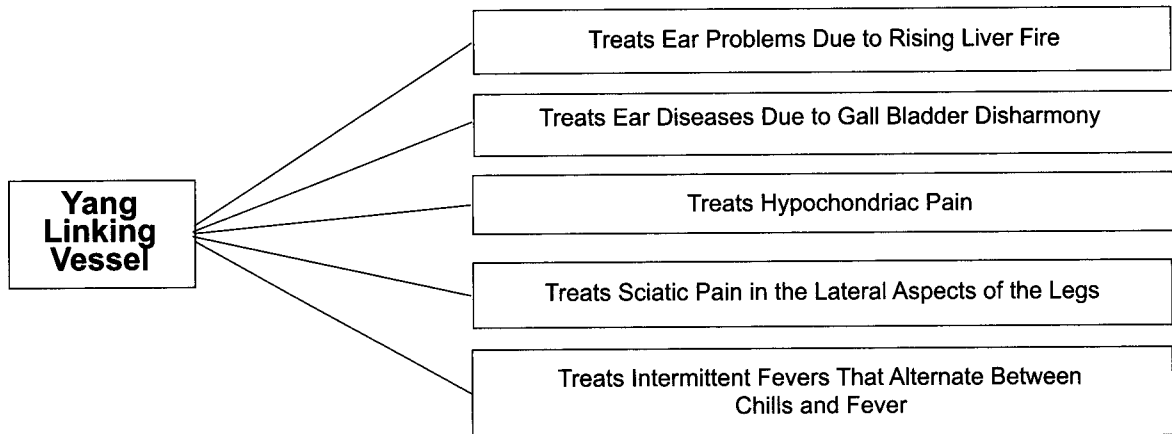 Treats Ear Problems Due to Rising Liver Fire
Treats Ear Diseases Due to Gall Bladder Disharmony
Yang
Linking
Vessel
Treats Hypochondriac Pain
Treats Sciatic Pain in the Lateral Aspects of the Legs
Treats Intermittent Fevers That Alternate Between
Chills and Fever